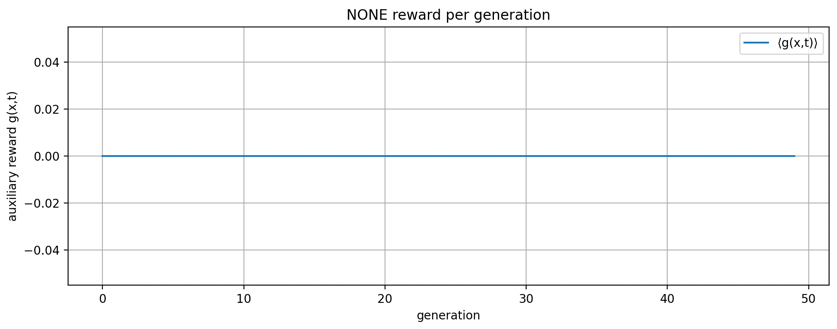 NONE reward per generation
⟨g(x,t)⟩
auxiliary reward g(x,t)
0.04
0.02
0.00
−0.02
−0.04
0 10 20 30 40 50
generation